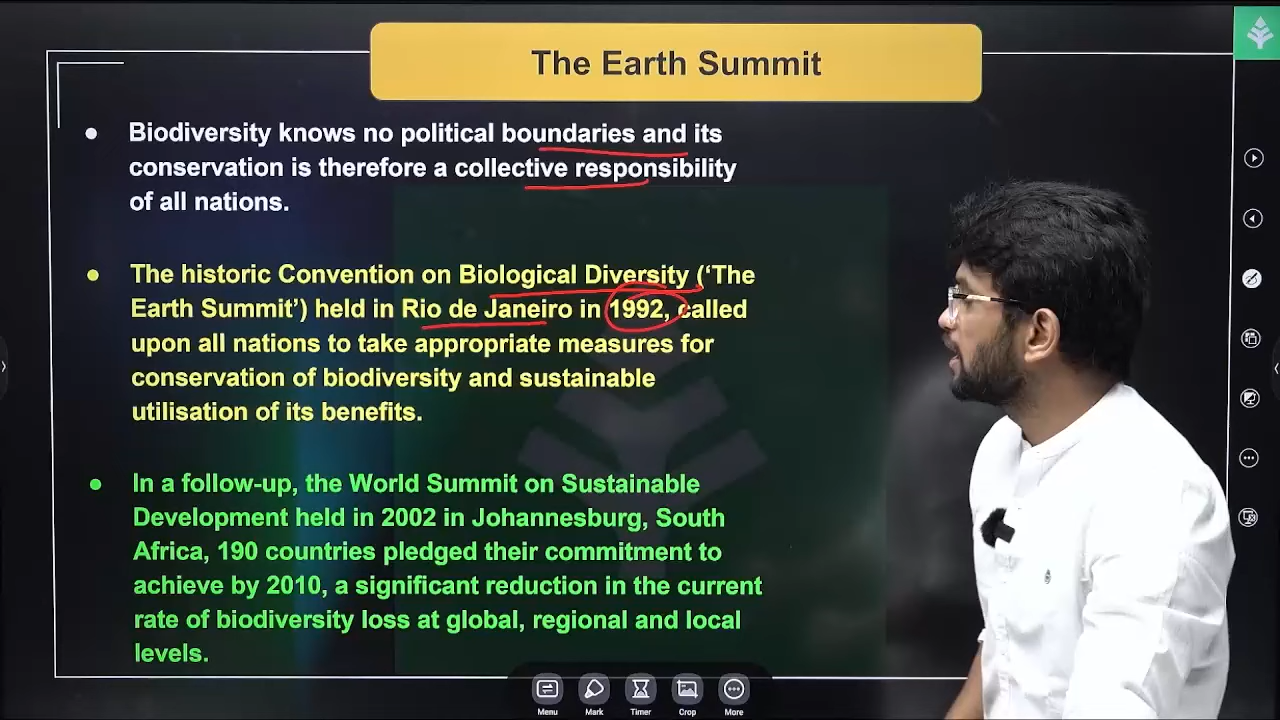 The Earth Summit
• Biodiversity knows no political boundaries and its
conservation is therefore a collective responsibility
of all nations.
• The historic Convention on Biological Diversity (‘The
Earth Summit’) held in Rio de Janeiro in 1992, called
upon all nations to take appropriate measures for
conservation of biodiversity and sustainable
utilisation of its benefits.
• In a follow-up, the World Summit on Sustainable
Development held in 2002 in Johannesburg, South
Africa, 190 countries pledged their commitment to
achieve by 2010, a significant reduction in the current
rate of biodiversity loss at global, regional and local
levels.
Menu Mark Timer Crop More